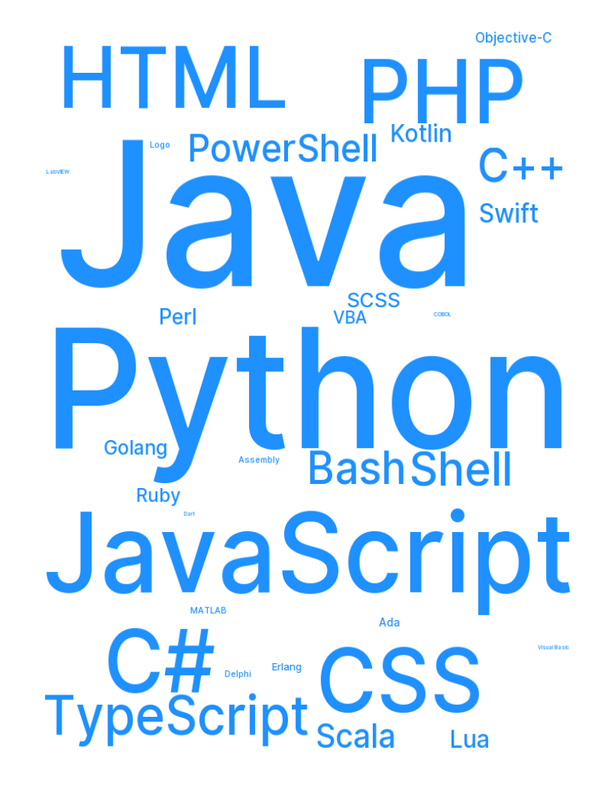 Objective-C
HTML
PHP
Kotlin
PowerShell
Logo
C++
LabVIEW
Java
Swift
SCSS
VBA
Perl
COBOL
Python
Golang
Assembly
Bash
Shell
Ruby
Dart
JavaScript
MATLAB
Ada
C#
Visual Basic
Erlang
Delphi
CSS
TypeScript
Scala
Lua